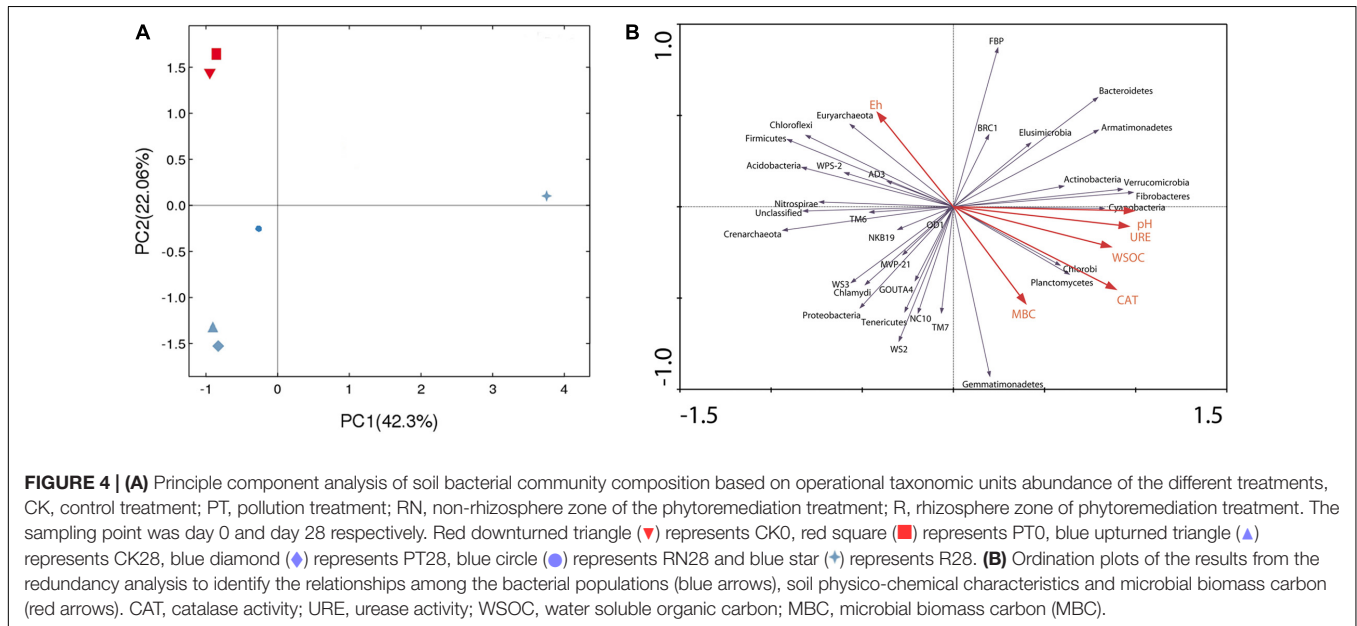 A
1.5
1.0
0.5
0.0
-0.5
-1.0
-1.5
PC2(22.06%)
-1
0
1
2
3
4
PC1(42.3%)
B
1.0
-1.0
-1.5
1.5
FBP
Bacteroidetes
Eh
Euryarchaeota
Chloroflexi
BRC1
Elusimicrobia
Armatimonadetes
Firmicutes
Acidobacteria
WPS-2
AD3
Actinobacteria
Verrucomicrobia
Fibrobacteres
Nitrospirae
Cyanobacteria
Unclassified
TM6
OD1
pH
Crenarchaeota
NKB19
URE
WSOC
MVP-21
Chlorobi
WS3
Chlamydi
GOUTA4
Planctomycetes
CAT
Proteobacteria
Tenericutes
NC10
TM7
MBC
WS2
Gemmatimonadetes
FIGURE 4 | (A) Principle component analysis of soil bacterial community composition based on operational taxonomic units abundance of the different treatments,
CK, control treatment; PT, pollution treatment; RN, non-rhizosphere zone of the phytoremediation treatment; R, rhizosphere zone of phytoremediation treatment. The
sampling point was day 0 and day 28 respectively. Red downturned triangle (▼) represents CK0, red square (■) represents PT0, blue upturned triangle (▲)
represents CK28, blue diamond (◆) represents PT28, blue circle (●) represents RN28 and blue star (✦) represents R28. (B) Ordination plots of the results from the
redundancy analysis to identify the relationships among the bacterial populations (blue arrows), soil physico-chemical characteristics and microbial biomass carbon
(red arrows). CAT, catalase activity; URE, urease activity; WSOC, water soluble organic carbon; MBC, microbial biomass carbon (MBC).